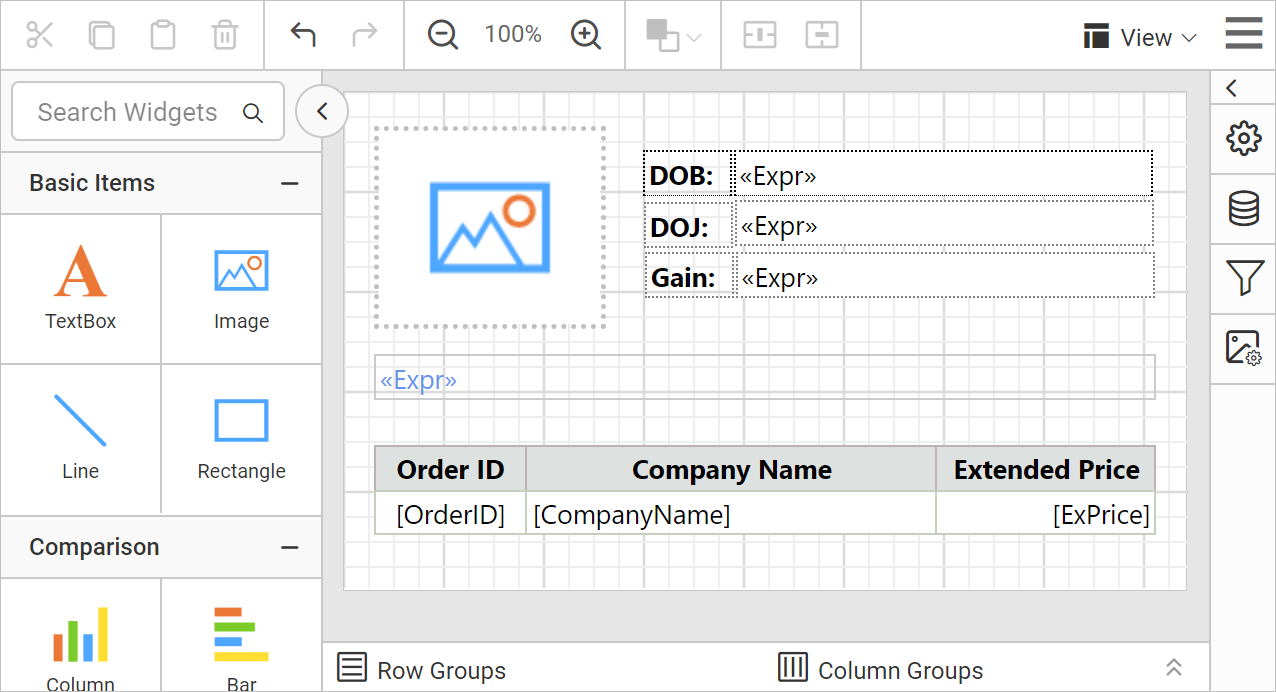 100%
View
Search Widgets
Basic Items
TextBox
Image
Line
Rectangle
Comparison
Column
Bar
DOB: «Expr»
DOJ: «Expr»
Gain: «Expr»
«Expr»
Order ID Company Name Extended Price
[OrderID] [CompanyName] [ExPrice]
Row Groups
Column Groups